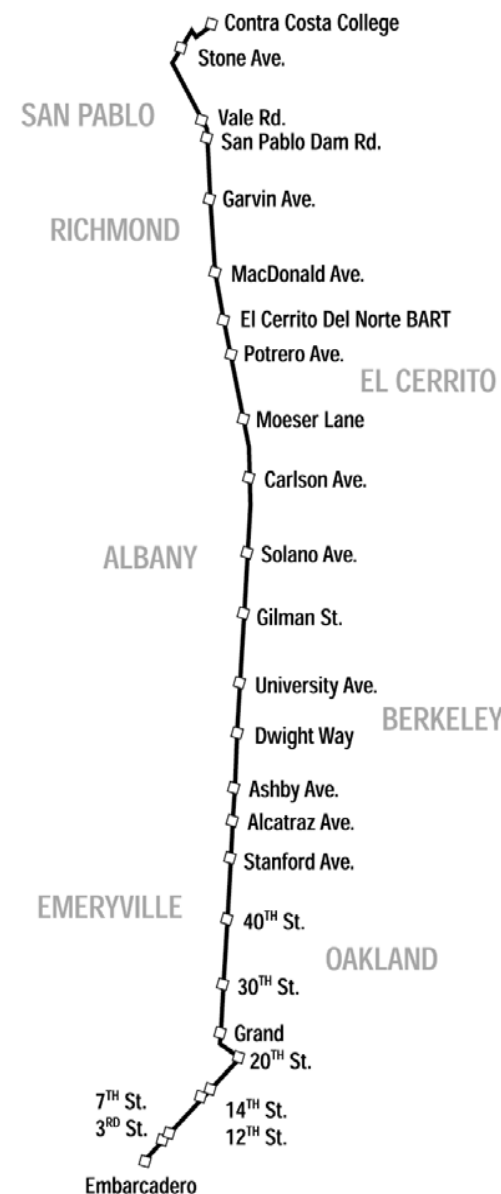 Contra Costa College
Stone Ave.
SAN PABLO
Vale Rd.
San Pablo Dam Rd.
Garvin Ave.
RICHMOND
MacDonald Ave.
El Cerrito Del Norte BART
Potrero Ave.
EL CERRITO
Moeser Lane
Carlson Ave.
ALBANY
Solano Ave.
Gilman St.
University Ave.
BERKELEY
Dwight Way
Ashby Ave.
Alcatraz Ave.
Stanford Ave.
EMERYVILLE
40TH St.
OAKLAND
30TH St.
Grand
20TH St.
7TH St.
14TH St.
3RD St.
12TH St.
Embarcadero